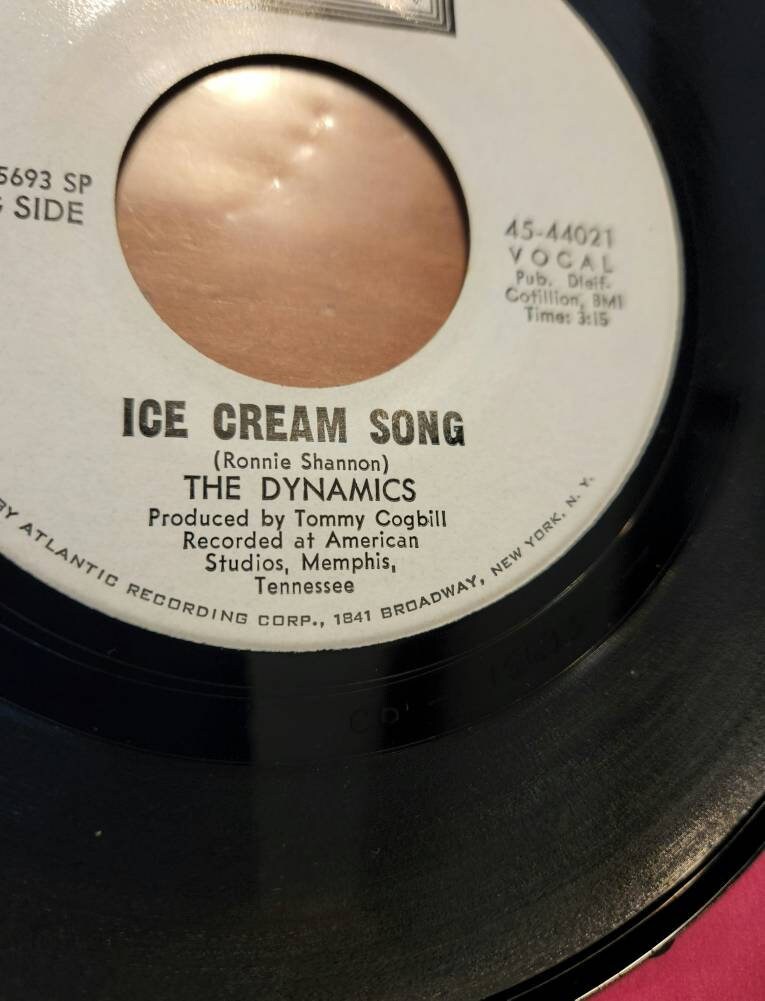 5693 SP
SIDE
45-44021
VOCAL
Pub. Dleif.
Cotillion, BMI
Time: 3:15
ICE CREAM SONG
(Ronnie Shannon)
THE DYNAMICS
Produced by Tommy Cogbill
Recorded at American
Studios, Memphis,
Tennessee
BY ATLANTIC RECORDING CORP., 1841 BROADWAY, NEW YORK, N. Y.